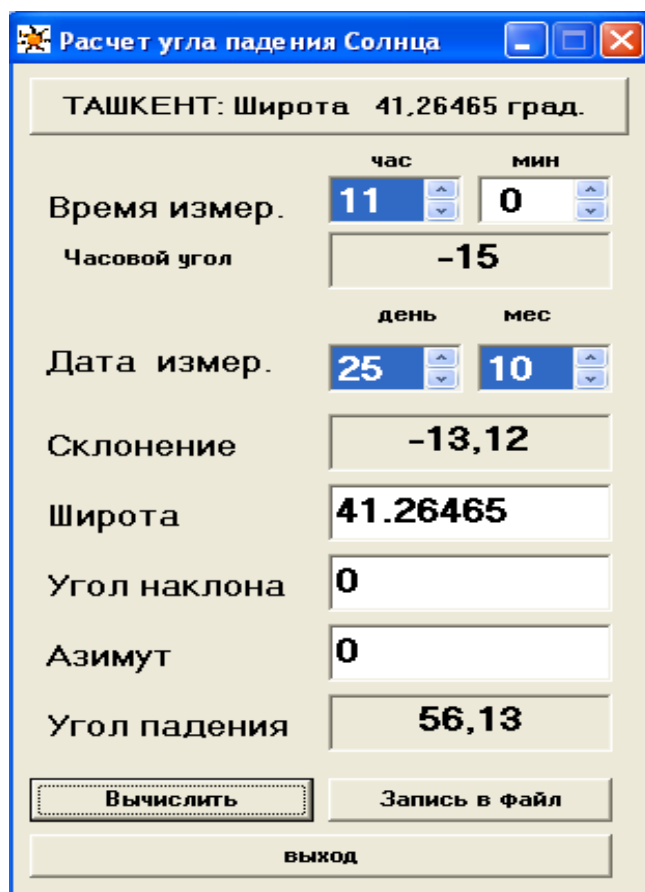 Расчет угла падения Солнца
ТАШКЕНТ: Широта 41,26465 град.
час мин
Время измер. 11 0
Часовой угол -15
день мес
Дата измер. 25 10
Склонение -13,12
Широта 41.26465
Угол наклона 0
Азимут 0
Угол падения 56,13
Вычислить Запись в файл
выход